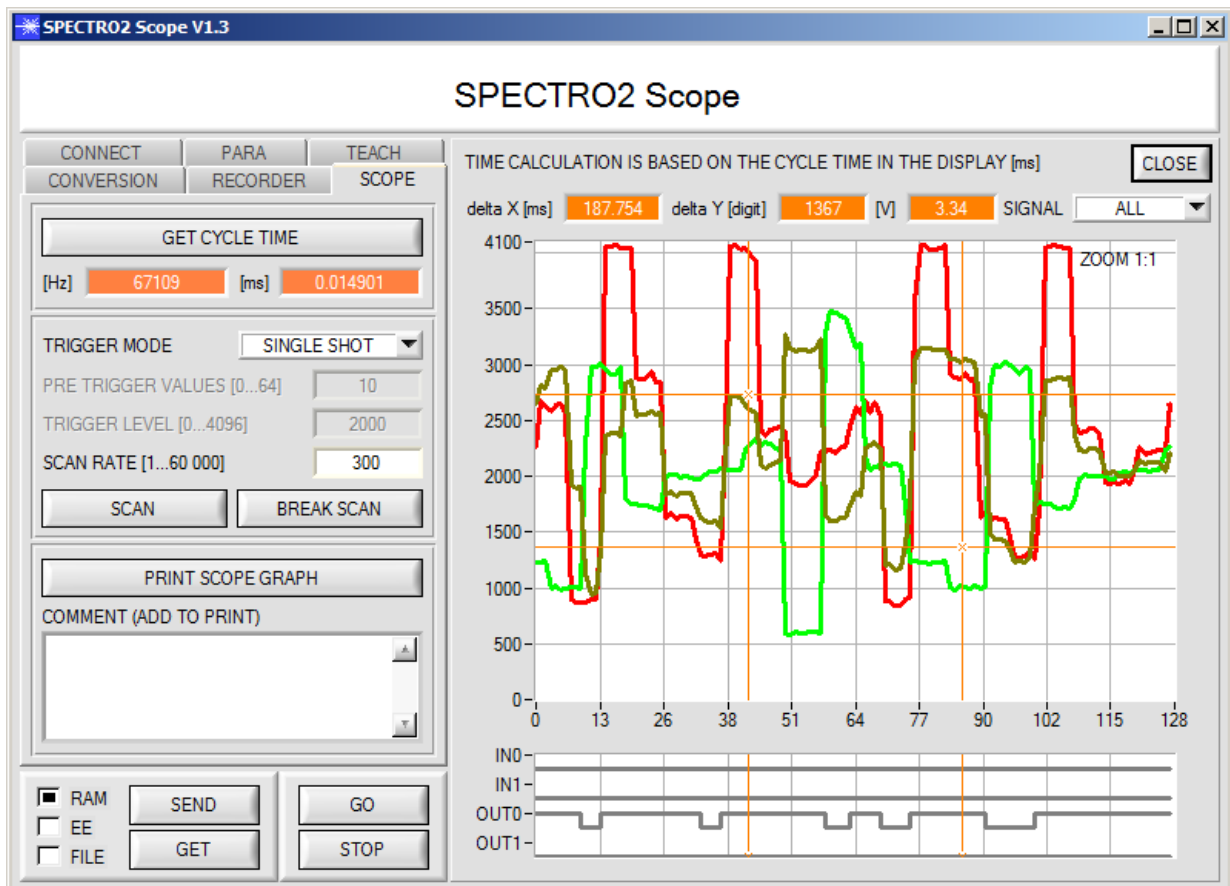 SPECTRO2 Scope V1.3
SPECTRO2 Scope
CONNECT PARA TEACH
CONVERSION RECORDER SCOPE
GET CYCLE TIME
[Hz] 67109 [ms] 0.014901
TRIGGER MODE SINGLE SHOT
PRE TRIGGER VALUES [0...64] 10
TRIGGER LEVEL [0...4096] 2000
SCAN RATE [1...60 000] 300
SCAN BREAK SCAN
PRINT SCOPE GRAPH
COMMENT (ADD TO PRINT)
RAM SEND GO
EE
FILE GET STOP
TIME CALCULATION IS BASED ON THE CYCLE TIME IN THE DISPLAY [ms] CLOSE
delta X [ms] 187.754 delta Y [digit] 1367 [V] 3.34 SIGNAL ALL
ZOOM 1:1
4100
3500
3000
2500
2000
1500
1000
500
0
0 13 26 38 51 64 77 90 102 115 128
IN0
IN1
OUT0
OUT1